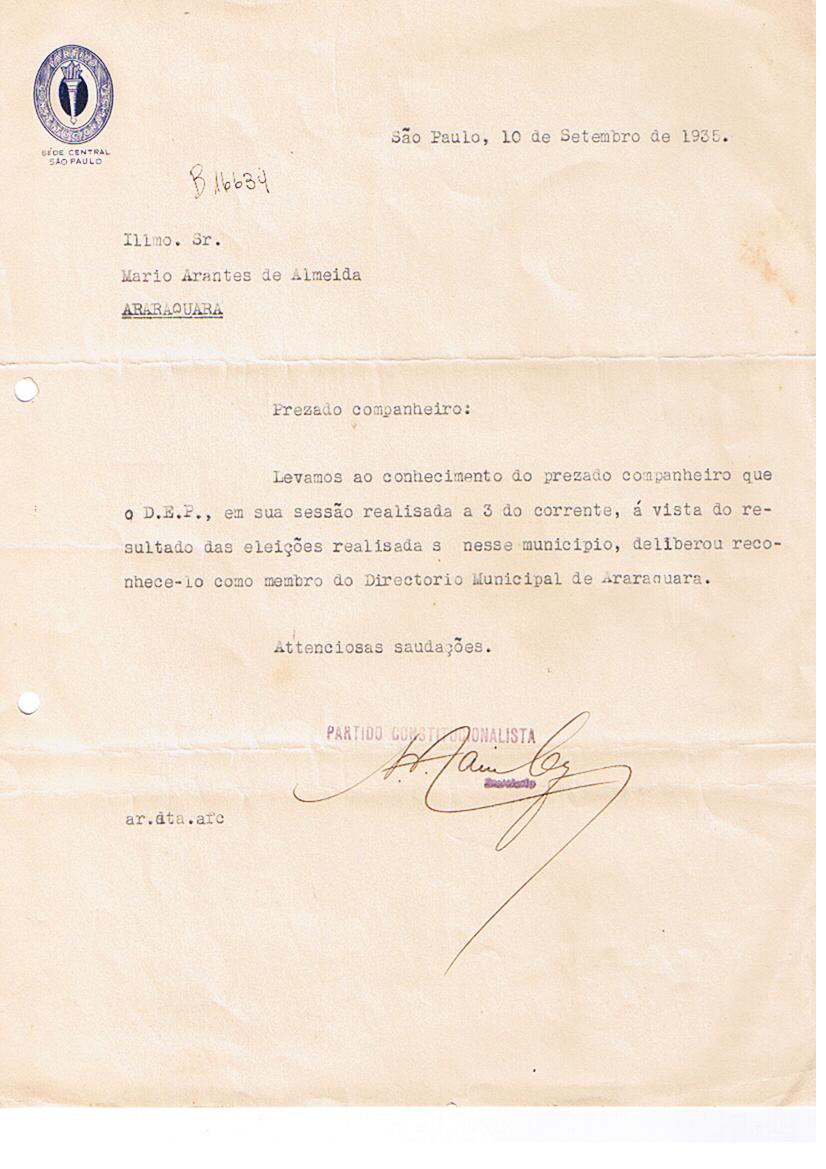 PARTIDO CONSTITUCIONALISTA
SÉDE CENTRAL
SÃO PAULO
São Paulo, 10 de Setembro de 1935.
B 16634
Illmo. Sr.
Mario Arantes de Almeida
ARARAQUARA
Prezado companheiro:
Levamos ao conhecimento do prezado companheiro que
o D.E.P., em sua sessão realisada a 3 do corrente, á vista do re-
sultado das eleições realisada s nesse municipio, deliberou reco-
nhece-lo como membro do Directorio Municipal de Araraquara.
Attenciosas saudações.
PARTIDO CONSTITUCIONALISTA
Secretario
ar.dta.afc